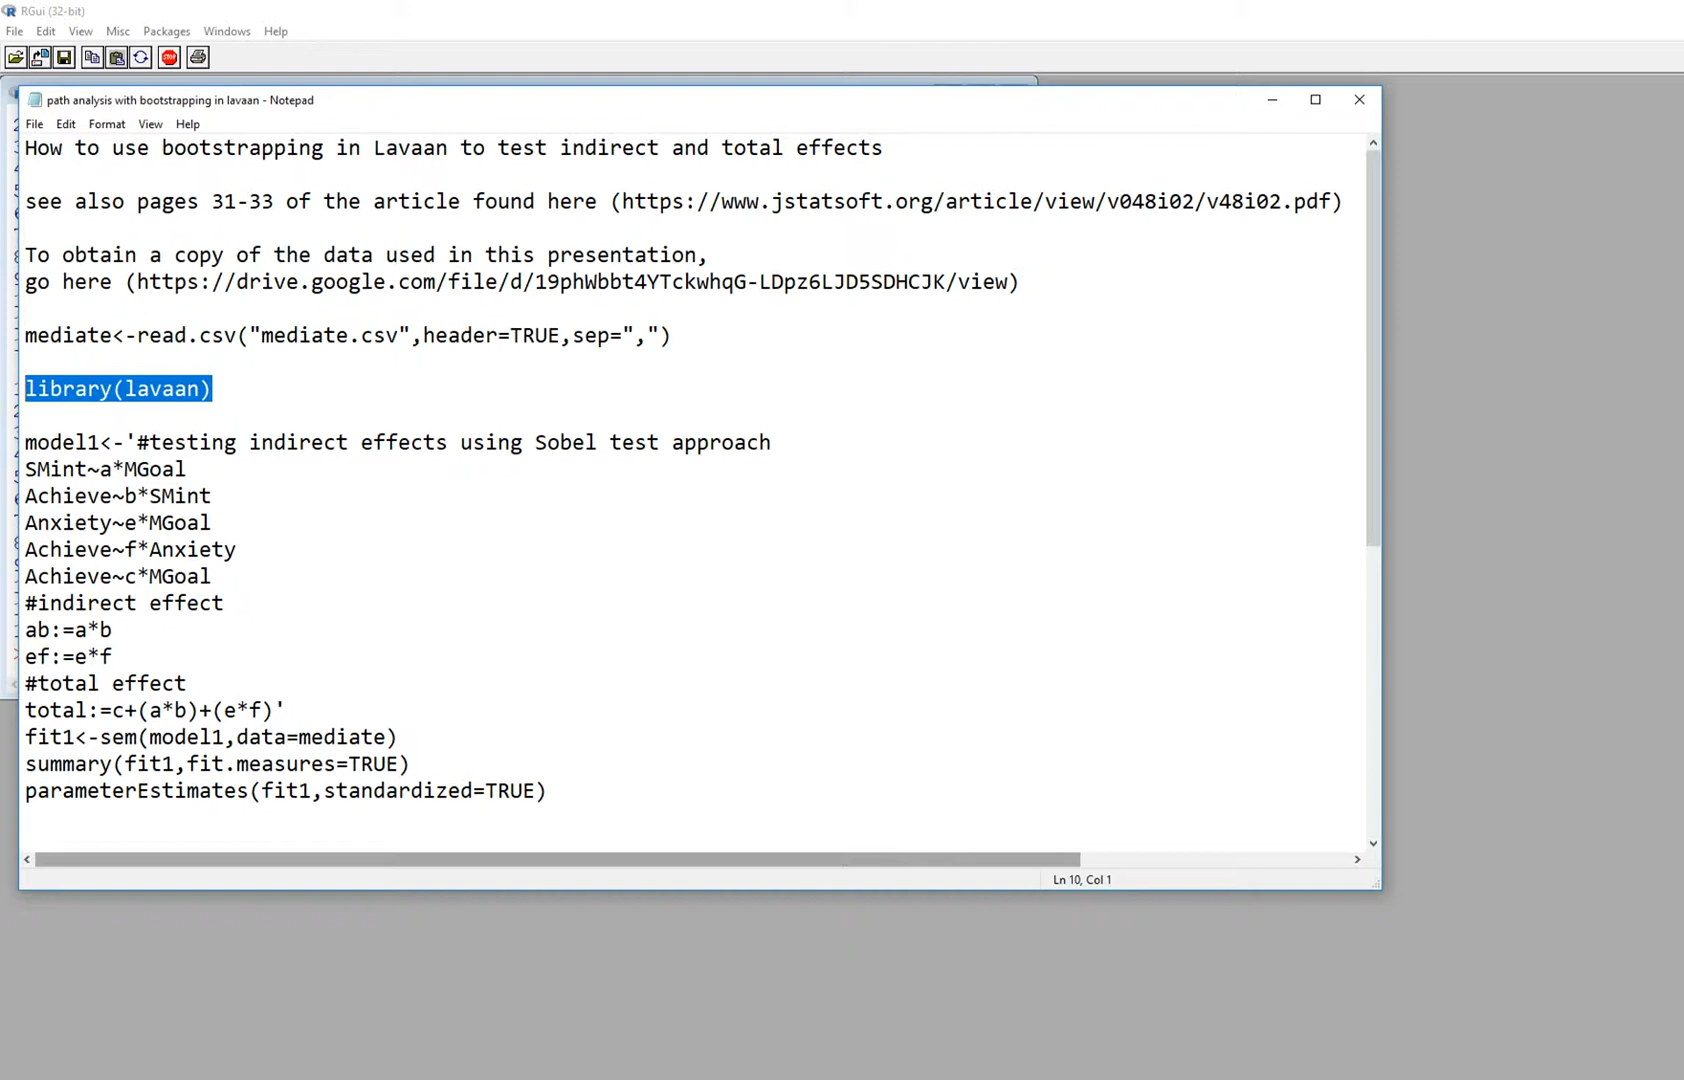 RGui (32-bit)
File Edit View Misc Packages Windows Help
STOP
path analysis with bootstrapping in lavaan - Notepad
File Edit Format View Help
How to use bootstrapping in Lavaan to test indirect and total effects
see also pages 31-33 of the article found here (https://www.jstatsoft.org/article/view/v048i02/v48i02.pdf)
To obtain a copy of the data used in this presentation,
go here (https://drive.google.com/file/d/19phWbbt4YTckwhqG-LDpz6LJD5SDHCJK/view)
mediate<-read.csv("mediate.csv",header=TRUE,sep=",")
library(lavaan)
model1<-'#testing indirect effects using Sobel test approach
SMint~a*MGoal
Achieve~b*SMint
Anxiety~e*MGoal
Achieve~f*Anxiety
Achieve~c*MGoal
#indirect effect
ab:=a*b
ef:=e*f
#total effect
total:=c+(a*b)+(e*f)'
fit1<-sem(model1,data=mediate)
summary(fit1,fit.measures=TRUE)
parameterEstimates(fit1,standardized=TRUE)
Ln 10, Col 1